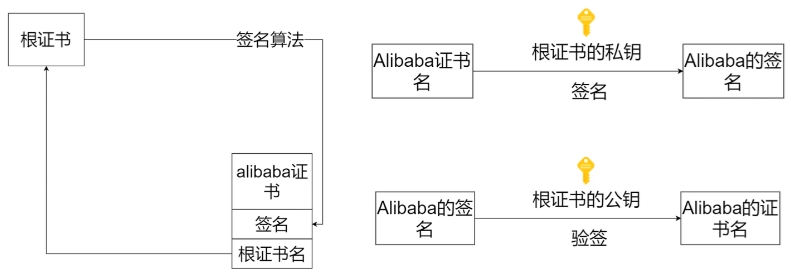 根证书
签名算法
alibaba证
书
签名
根证书名
Alibaba证书
名
根证书的私钥
签名
Alibaba的签
名
Alibaba的签
名
根证书的公钥
验签
Alibaba的证
书名